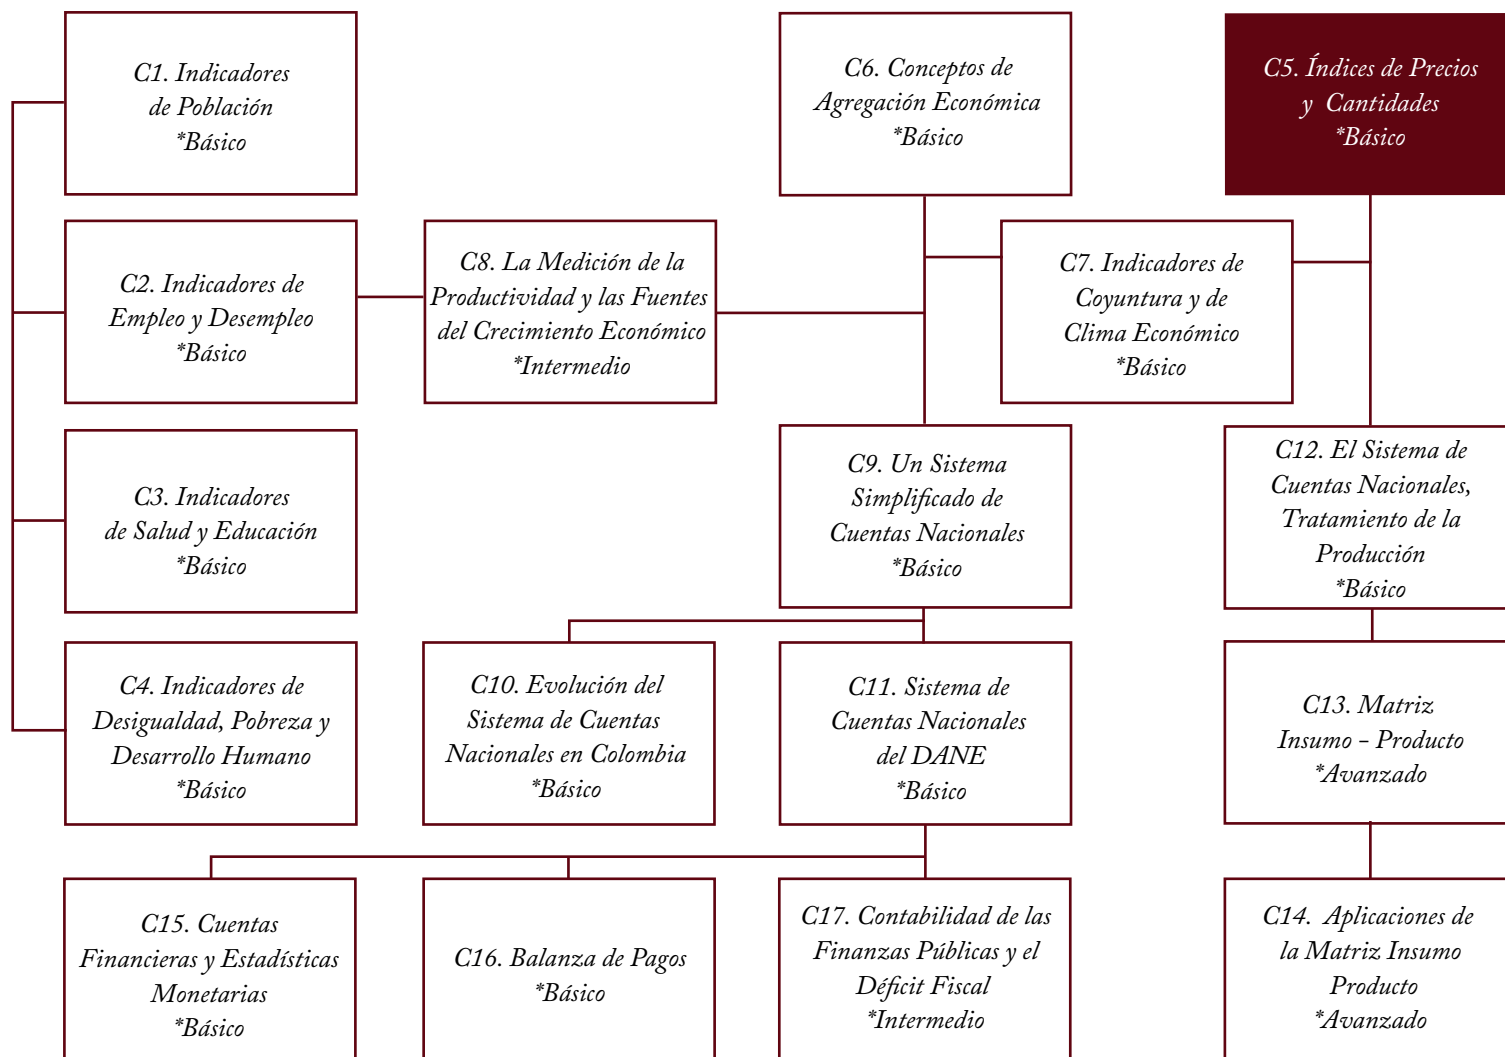 C1. Indicadores
de Población
*Básico
C6. Conceptos de
Agregación Económica
*Básico
C5. Índices de Precios
y Cantidades
*Básico
C2. Indicadores de
Empleo y Desempleo
*Básico
C8. La Medición de la
Productividad y las Fuentes
del Crecimiento Económico
*Intermedio
C7. Indicadores de
Coyuntura y de
Clima Económico
*Básico
C3. Indicadores
de Salud y Educación
*Básico
C9. Un Sistema
Simplificado de
Cuentas Nacionales
*Básico
C12. El Sistema de
Cuentas Nacionales,
Tratamiento de la
Producción
*Básico
C4. Indicadores de
Desigualdad, Pobreza y
Desarrollo Humano
*Básico
C10. Evolución del
Sistema de Cuentas
Nacionales en Colombia
*Básico
C11. Sistema de
Cuentas Nacionales
del DANE
*Básico
C13. Matriz
Insumo - Producto
*Avanzado
C15. Cuentas
Financieras y Estadísticas
Monetarias
*Básico
C16. Balanza de Pagos
*Básico
C17. Contabilidad de las
Finanzas Públicas y el
Déficit Fiscal
*Intermedio
C14. Aplicaciones de
la Matriz Insumo
Producto
*Avanzado